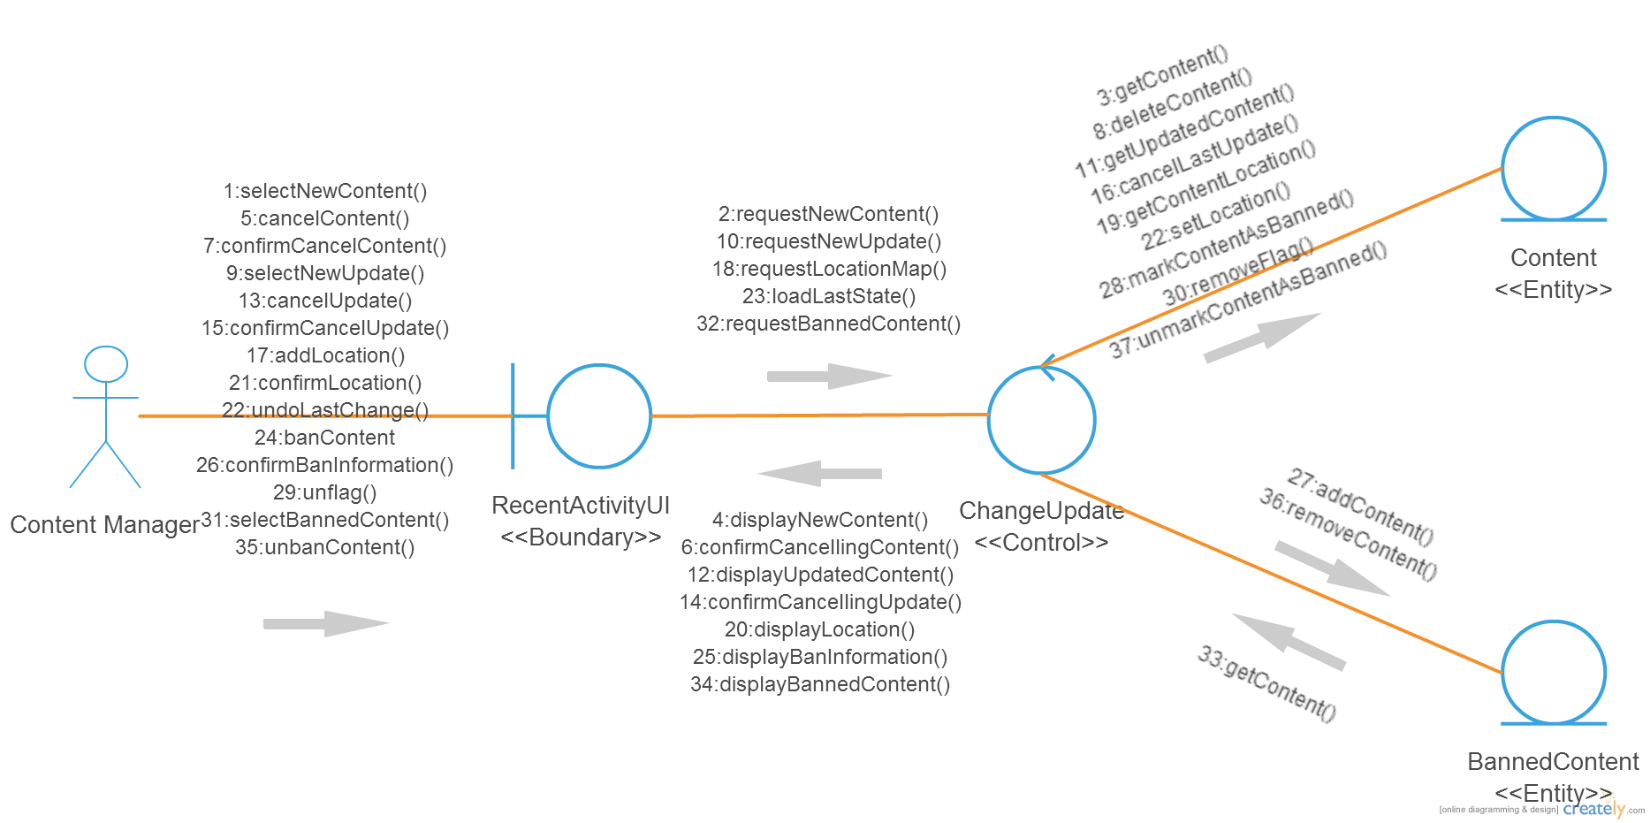 1:selectNewContent()
5:cancelContent()
7:confirmCancelContent()
9:selectNewUpdate()
13:cancelUpdate()
15:confirmCancelUpdate()
17:addLocation()
21:confirmLocation()
22:undoLastChange()
24:banContent
26:confirmBanInformation()
29:unflag()
31:selectBannedContent()
35:unbanContent()
Content Manager
RecentActivityUI
<<Boundary>>
2:requestNewContent()
10:requestNewUpdate()
18:requestLocationMap()
23:loadLastState()
32:requestBannedContent()
4:displayNewContent()
6:confirmCancellingContent()
12:displayUpdatedContent()
14:confirmCancellingUpdate()
20:displayLocation()
25:displayBanInformation()
34:displayBannedContent()
ChangeUpdate
<<Control>>
3:getContent()
8:deleteContent()
11:getUpdatedContent()
16:cancelLastUpdate()
19:getContentLocation()
22:setLocation()
28:markContentAsBanned()
30:removeFlag()
37:unmarkContentAsBanned()
Content
<<Entity>>
27:addContent()
36:removeContent()
33:getContent()
BannedContent
<<Entity>>
[online diagramming & design] creately.com